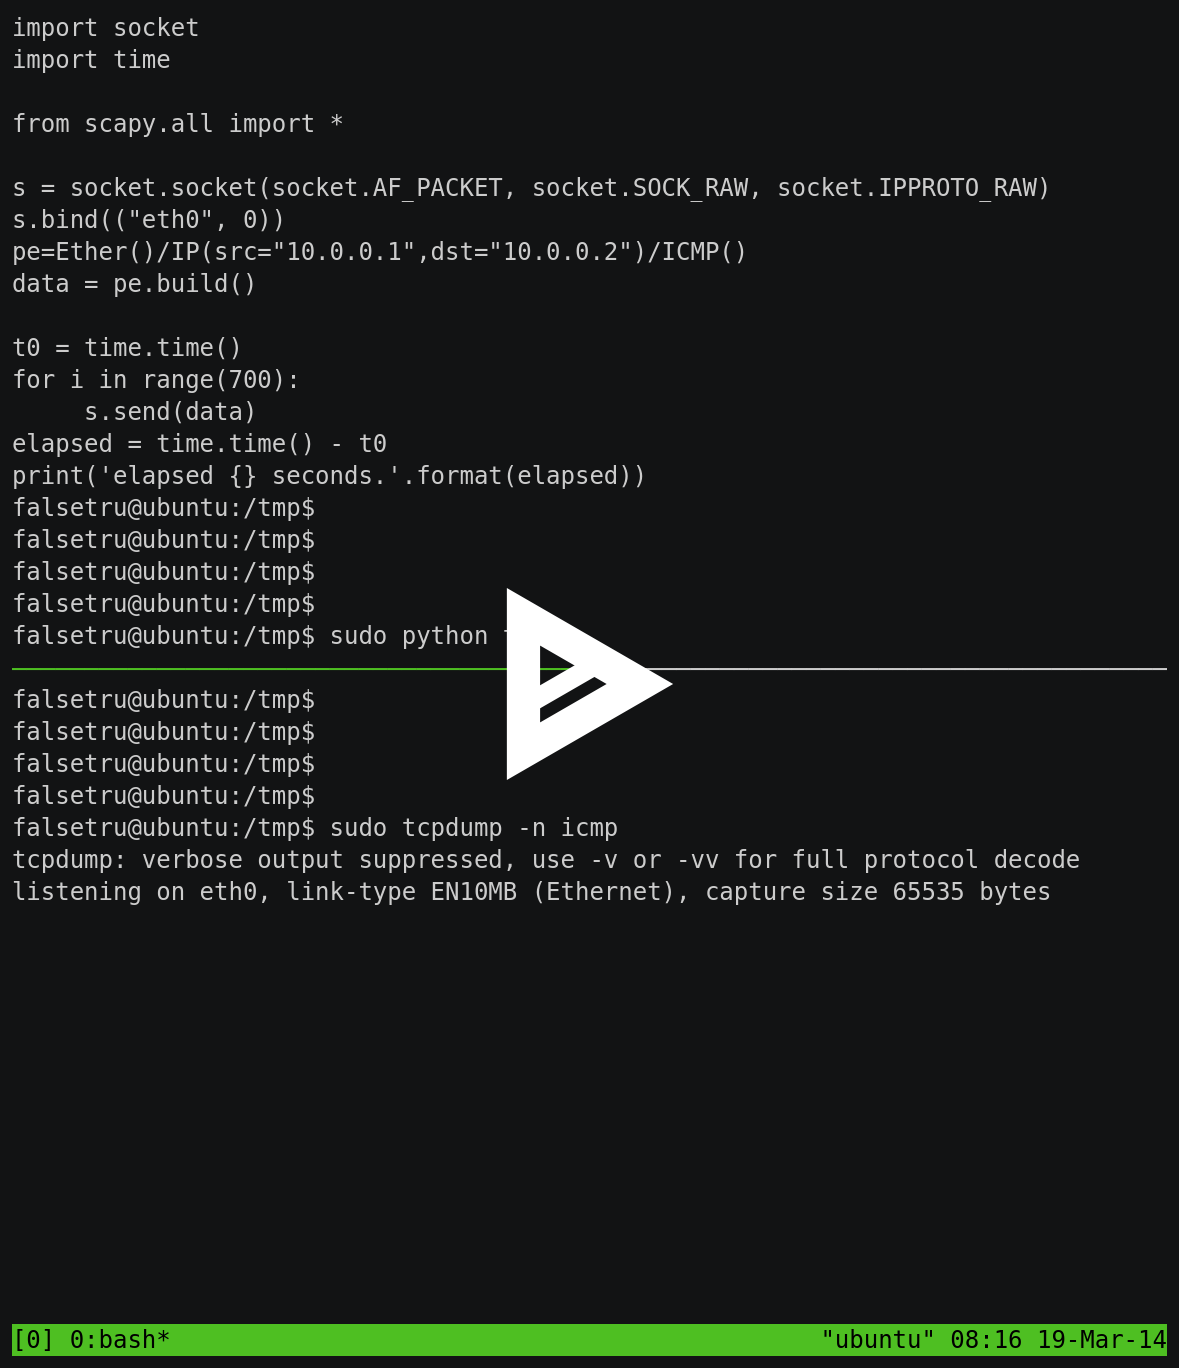 import socket
import time
from scapy.all import *
s = socket.socket(socket.AF_PACKET, socket.SOCK_RAW, socket.IPPROTO_RAW)
s.bind(("eth0", 0))
pe=Ether()/IP(src="10.0.0.1",dst="10.0.0.2")/ICMP()
data = pe.build()
t0 = time.time()
for i in range(700):
     s.send(data)
elapsed = time.time() - t0
print('elapsed {} seconds.'.format(elapsed))
falsetru@ubuntu:/tmp$
falsetru@ubuntu:/tmp$
falsetru@ubuntu:/tmp$
falsetru@ubuntu:/tmp$
falsetru@ubuntu:/tmp$ sudo python
falsetru@ubuntu:/tmp$
falsetru@ubuntu:/tmp$
falsetru@ubuntu:/tmp$
falsetru@ubuntu:/tmp$
falsetru@ubuntu:/tmp$ sudo tcpdump -n icmp
tcpdump: verbose output suppressed, use -v or -vv for full protocol decode
listening on eth0, link-type EN10MB (Ethernet), capture size 65535 bytes
[0] 0:bash* "ubuntu" 08:16 19-Mar-14